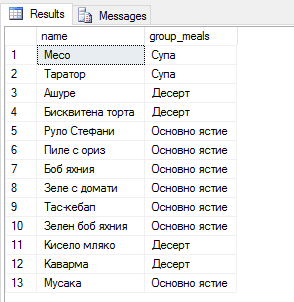 Results Messages
name group_meals
1 Месо Супа
2 Таратор Супа
3 Ашуре Десерт
4 Бисквитена торта Десерт
5 Руло Стефани Основно ястие
6 Пиле с ориз Основно ястие
7 Боб яхния Основно ястие
8 Зеле с домати Основно ястие
9 Тас-кебап Основно ястие
10 Зелен боб яхния Основно ястие
11 Кисело мляко Десерт
12 Каварма Десерт
13 Мусака Основно ястие